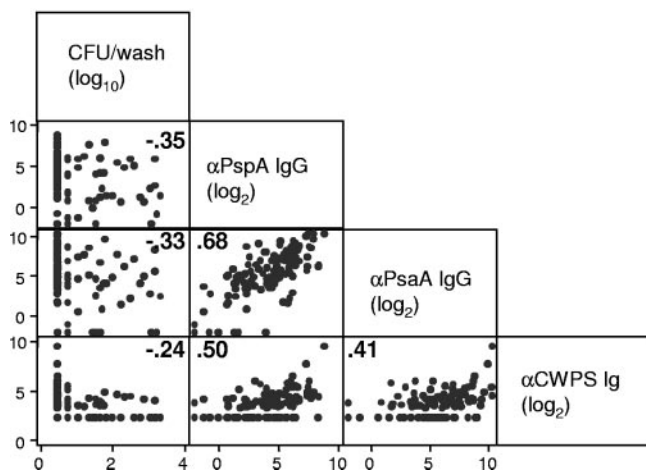 CFU/wash
(log10)
10
5
0
-.35
αPspA IgG
(log2)
10
5
0
-.33
.68
αPsaA IgG
(log2)
10
5
0
-.24
.50
.41
αCWPS Ig
(log2)
0 2 4 0 5 10 0 5 10